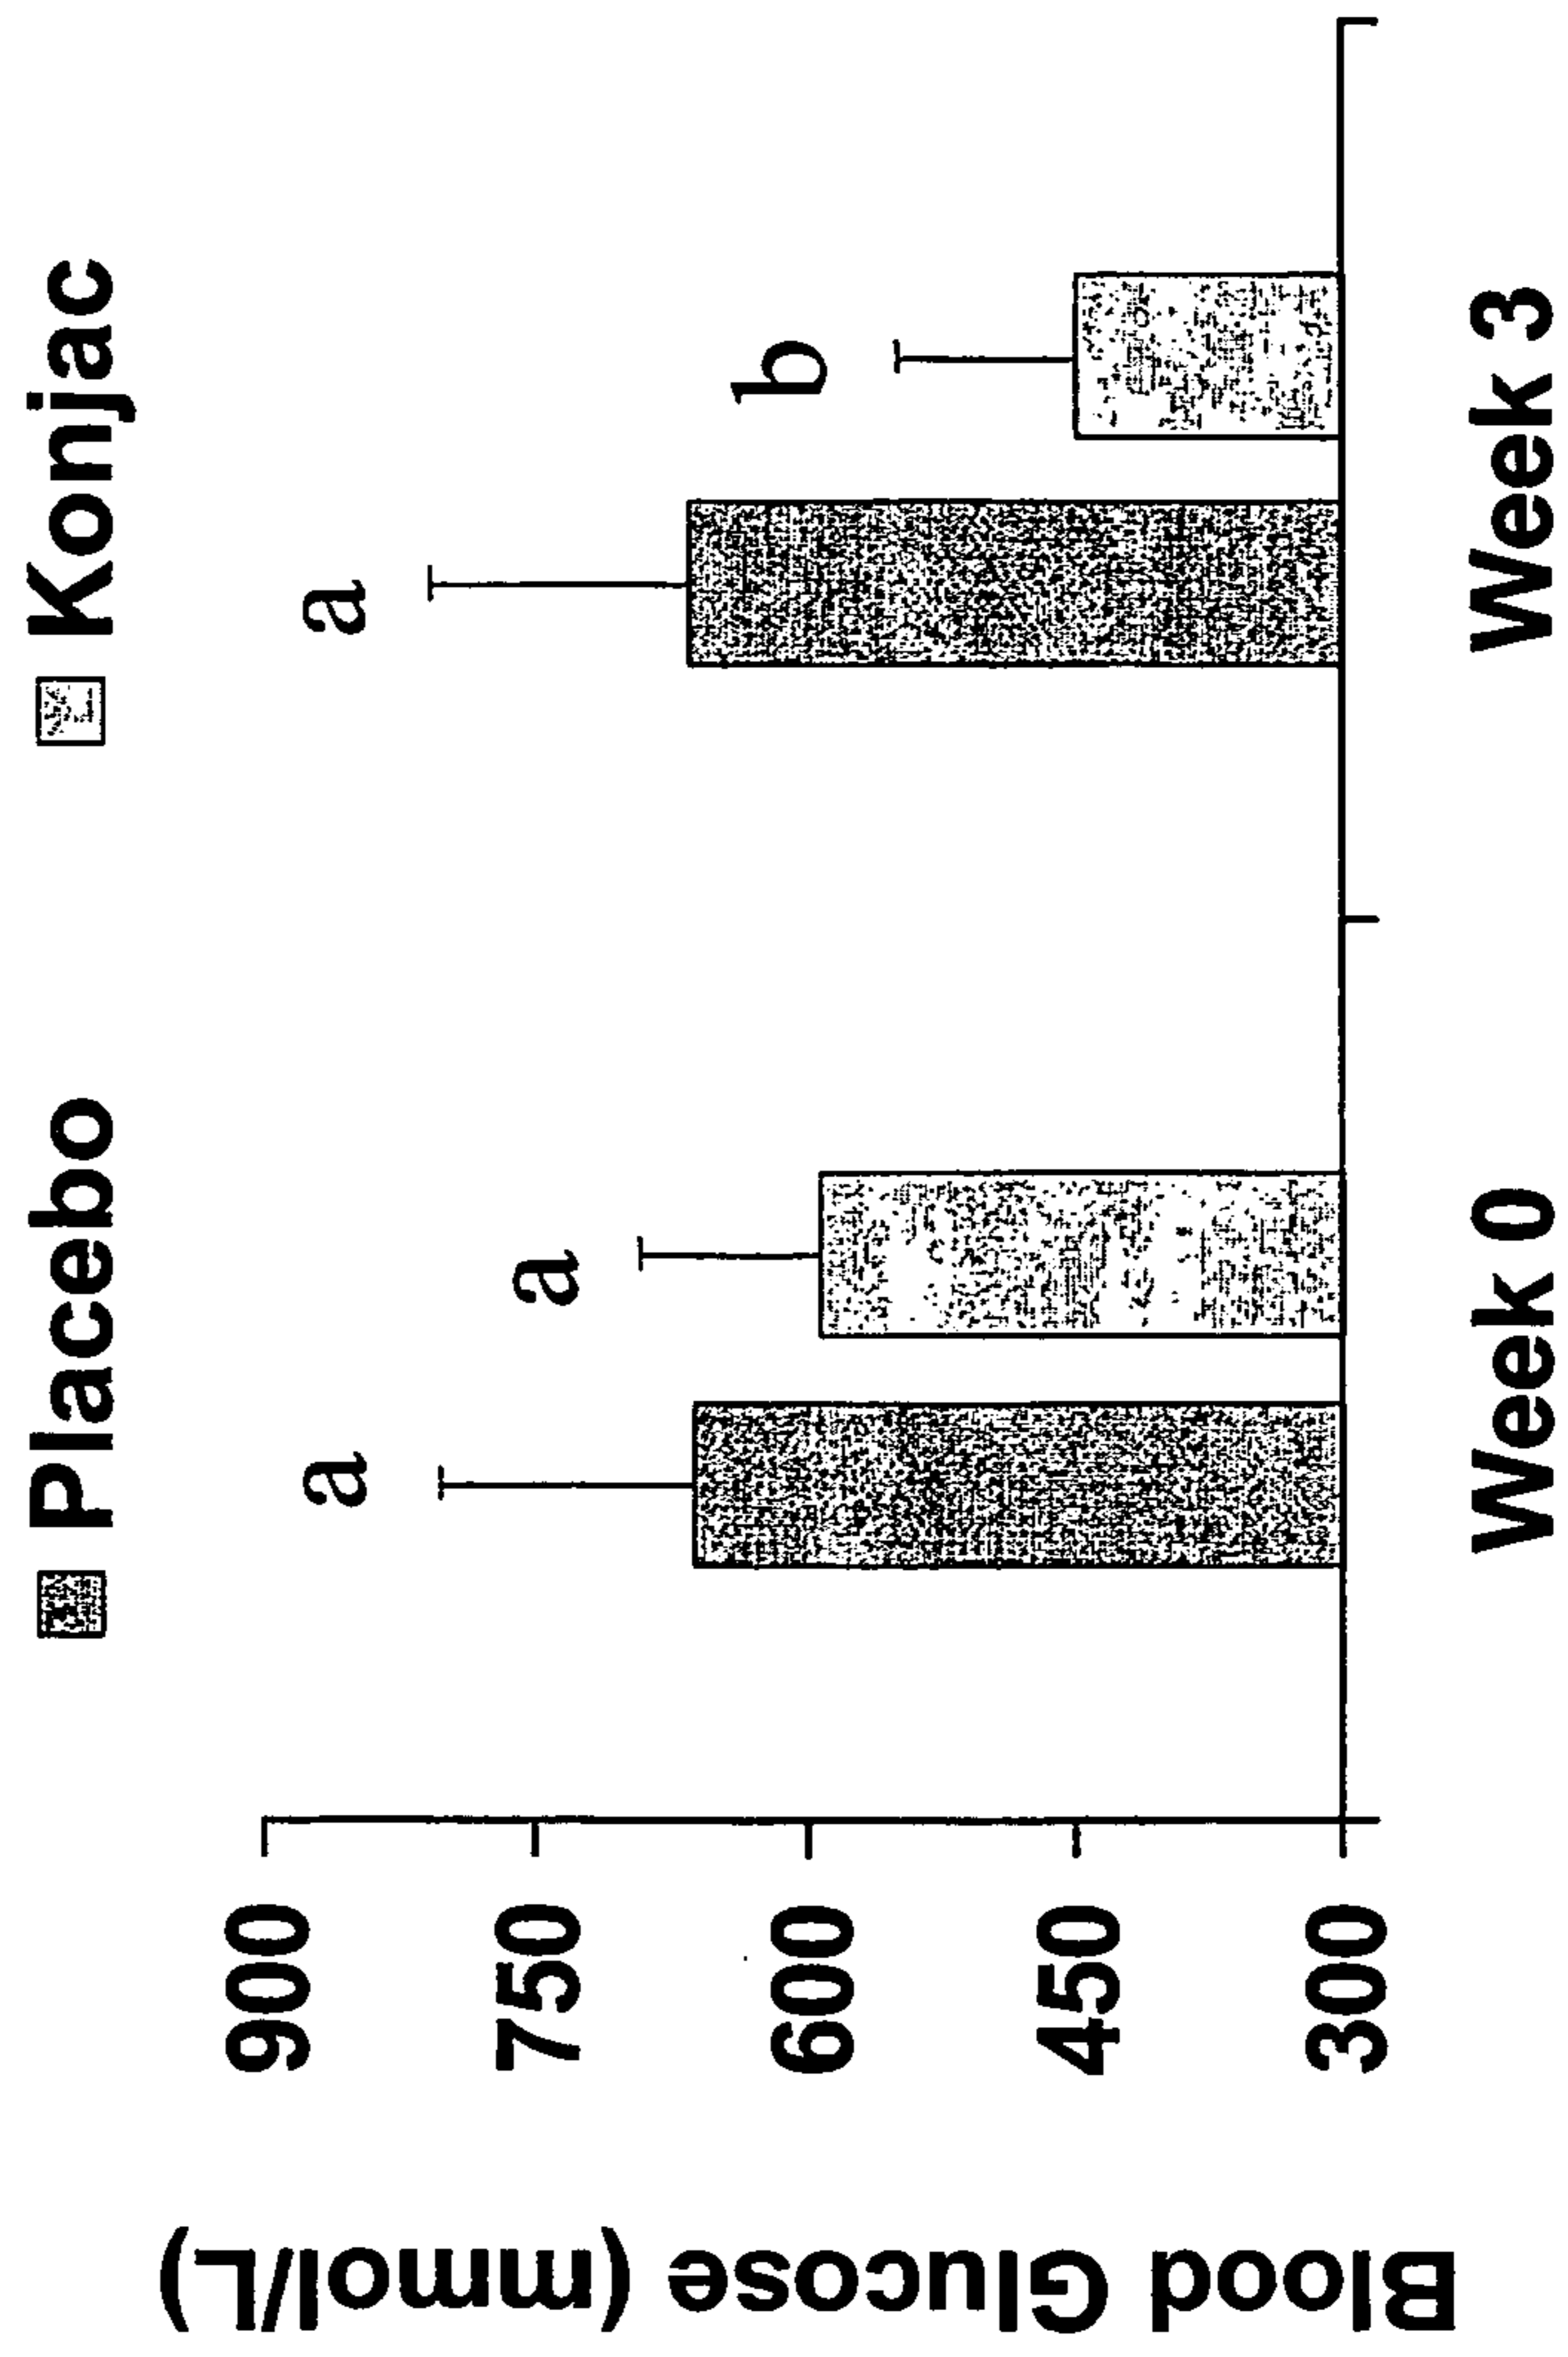 Placebo
Konjac
Blood Glucose (mmol/L)
900
750
600
450
300
a
a
a
b
Week 0
Week 3